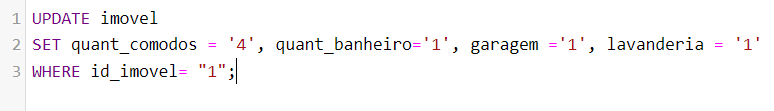 1 UPDATE imovel
2 SET quant_comodos = '4', quant_banheiro='1', garagem ='1', lavanderia = '1'
3 WHERE id_imovel= "1";